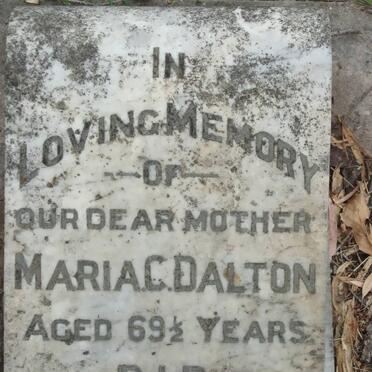 IN
LOVING MEMORY
OF
OUR DEAR MOTHER
MARIA C. DALTON
AGED 69½ YEARS
R.I.P.